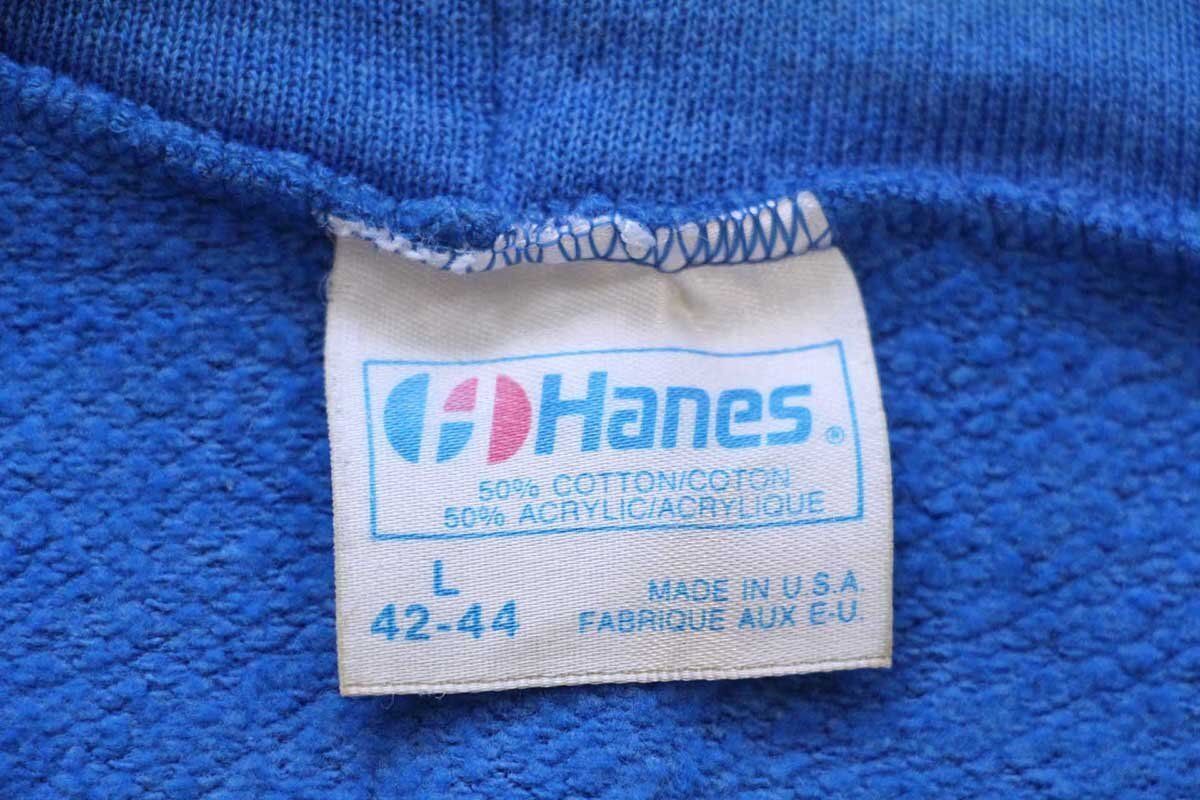 Hanes®
50% COTTON/COTON
50% ACRYLIC/ACRYLIQUE
L
42-44
MADE IN U.S.A.
FABRIQUE AUX E-U.